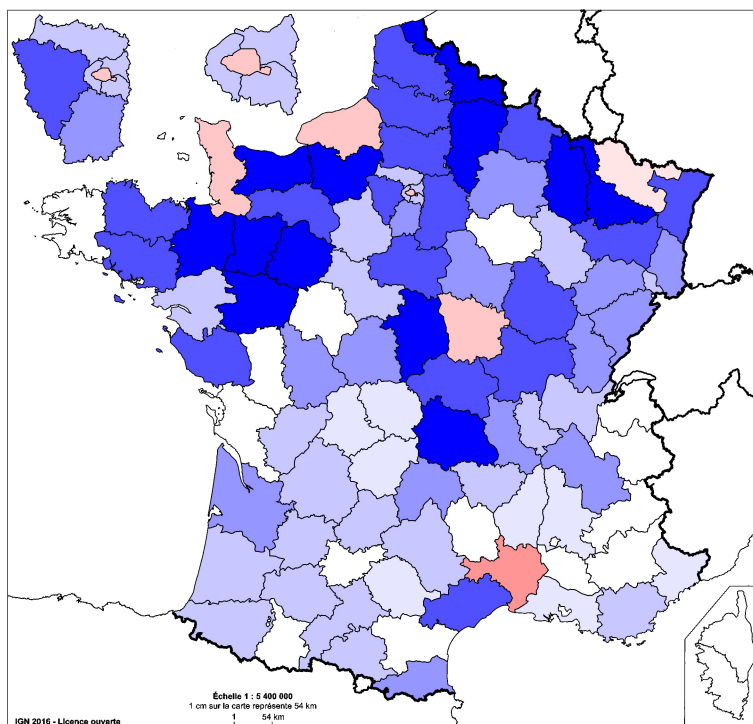 Échelle 1 : 5 400 000
1 cm sur la carte représente 54 km
1 54 km
IGN 2016 - Licence ouverte